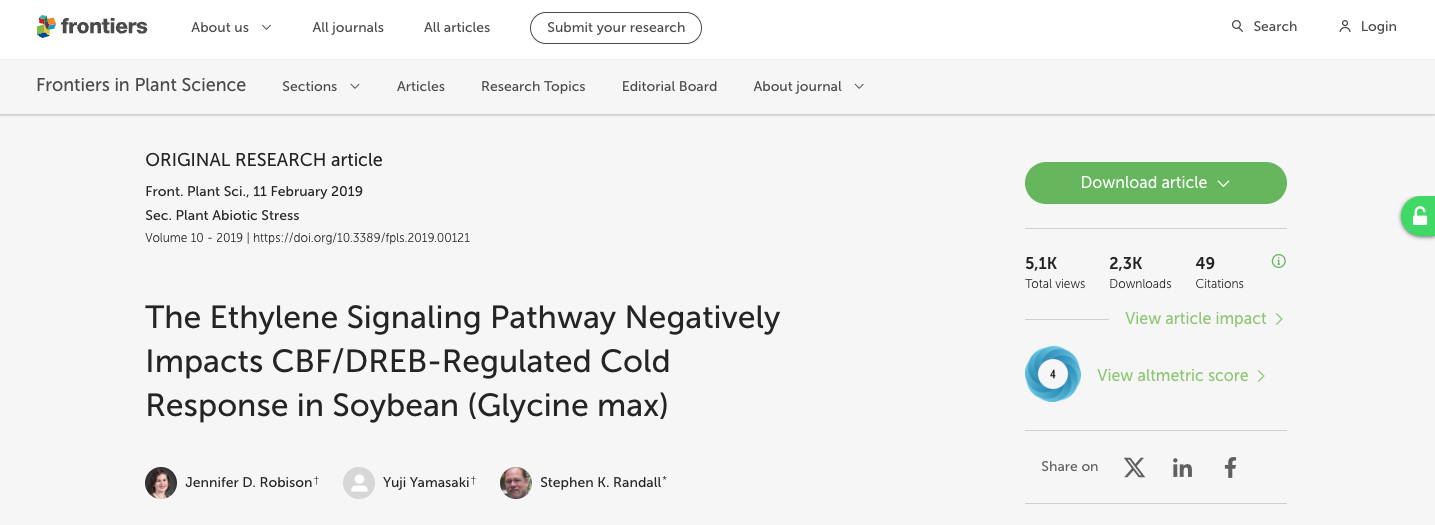 frontiers
About us
All journals
All articles
Submit your research
Search
Login
Frontiers in Plant Science
Sections
Articles
Research Topics
Editorial Board
About journal
ORIGINAL RESEARCH article
Front. Plant Sci., 11 February 2019
Sec. Plant Abiotic Stress
Volume 10 - 2019 | https://doi.org/10.3389/fpls.2019.00121
The Ethylene Signaling Pathway Negatively
Impacts CBF/DREB-Regulated Cold
Response in Soybean (Glycine max)
Jennifer D. Robison†
Yuji Yamasaki†
Stephen K. Randall*
Download article
5,1K
Total views
2,3K
Downloads
49
Citations
View article impact
4
View altmetric score
Share on